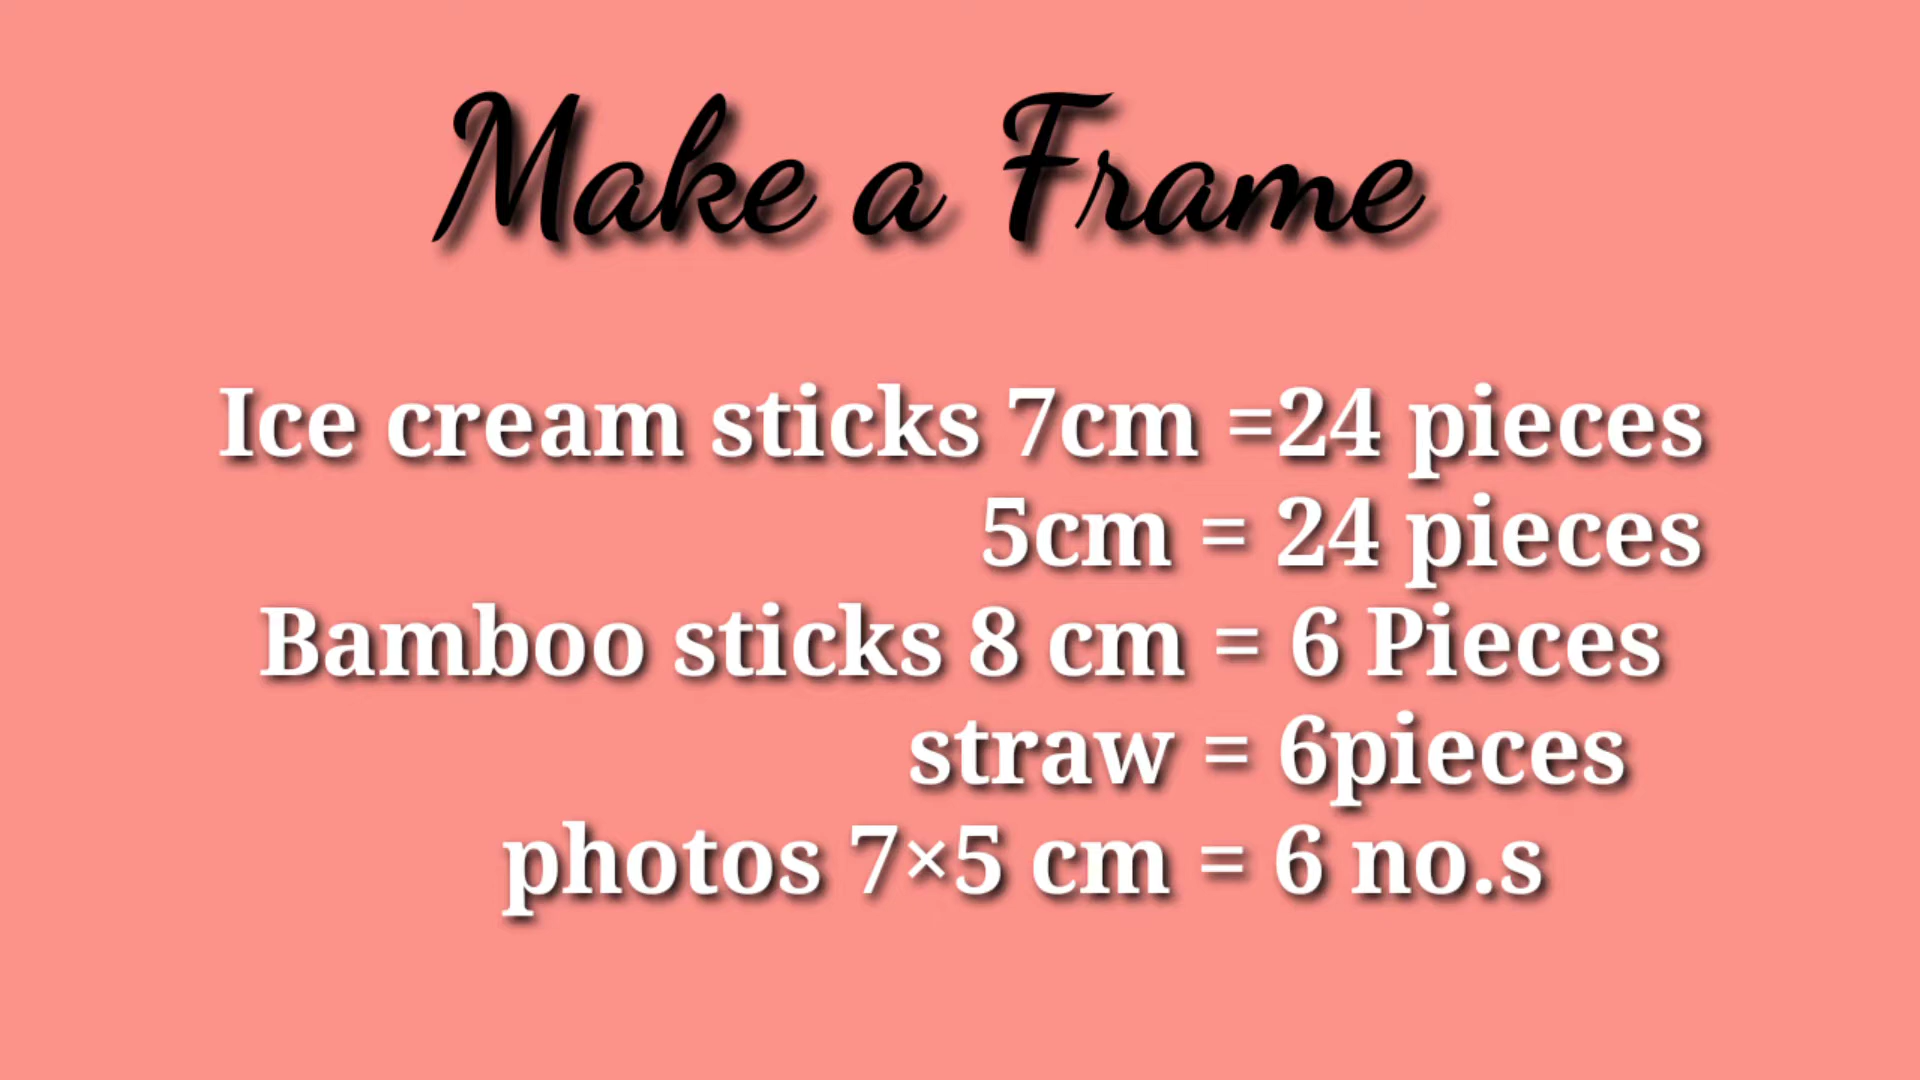 Make a Frame
Ice cream sticks 7cm =24 pieces
5cm = 24 pieces
Bamboo sticks 8 cm = 6 Pieces
straw = 6pieces
photos 7×5 cm = 6 no.s